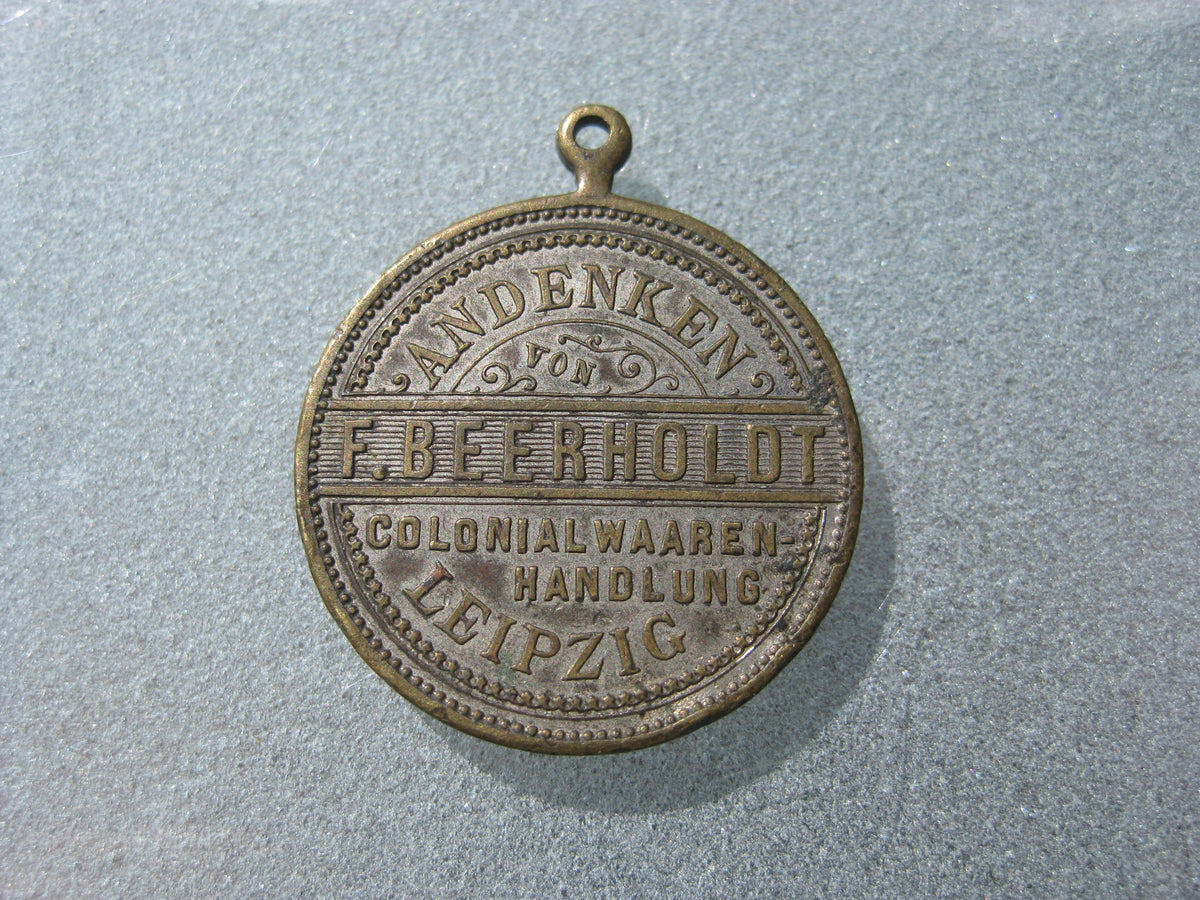 ANDENKEN
VON
F. BEERHOLDT
COLONIALWAAREN-
HANDLUNG
LEIPZIG